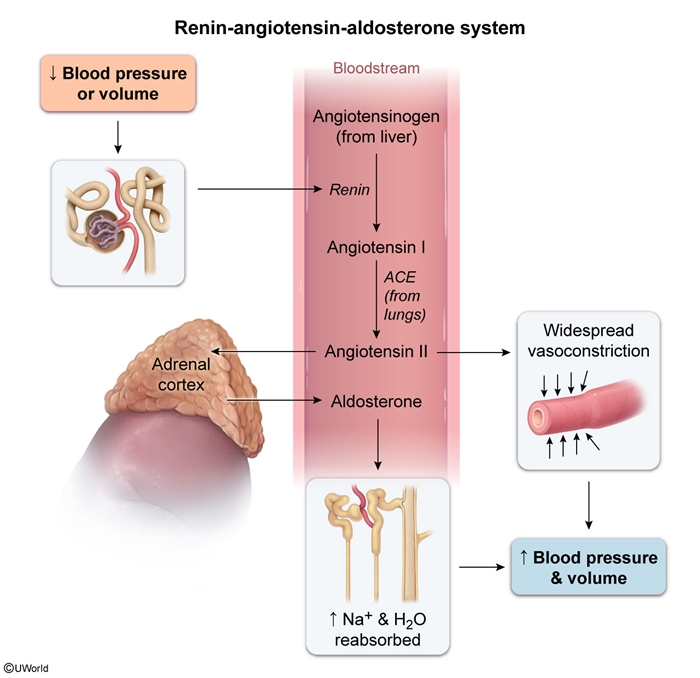 Renin-angiotensin-aldosterone system
↓ Blood pressure
or volume
Bloodstream
Angiotensinogen
(from liver)
Renin
Angiotensin I
ACE
(from
lungs)
Angiotensin II
Adrenal
cortex
Aldosterone
Widespread
vasoconstriction
↑ Na⁺ & H₂O
reabsorbed
↑ Blood pressure
& volume
©UWorld